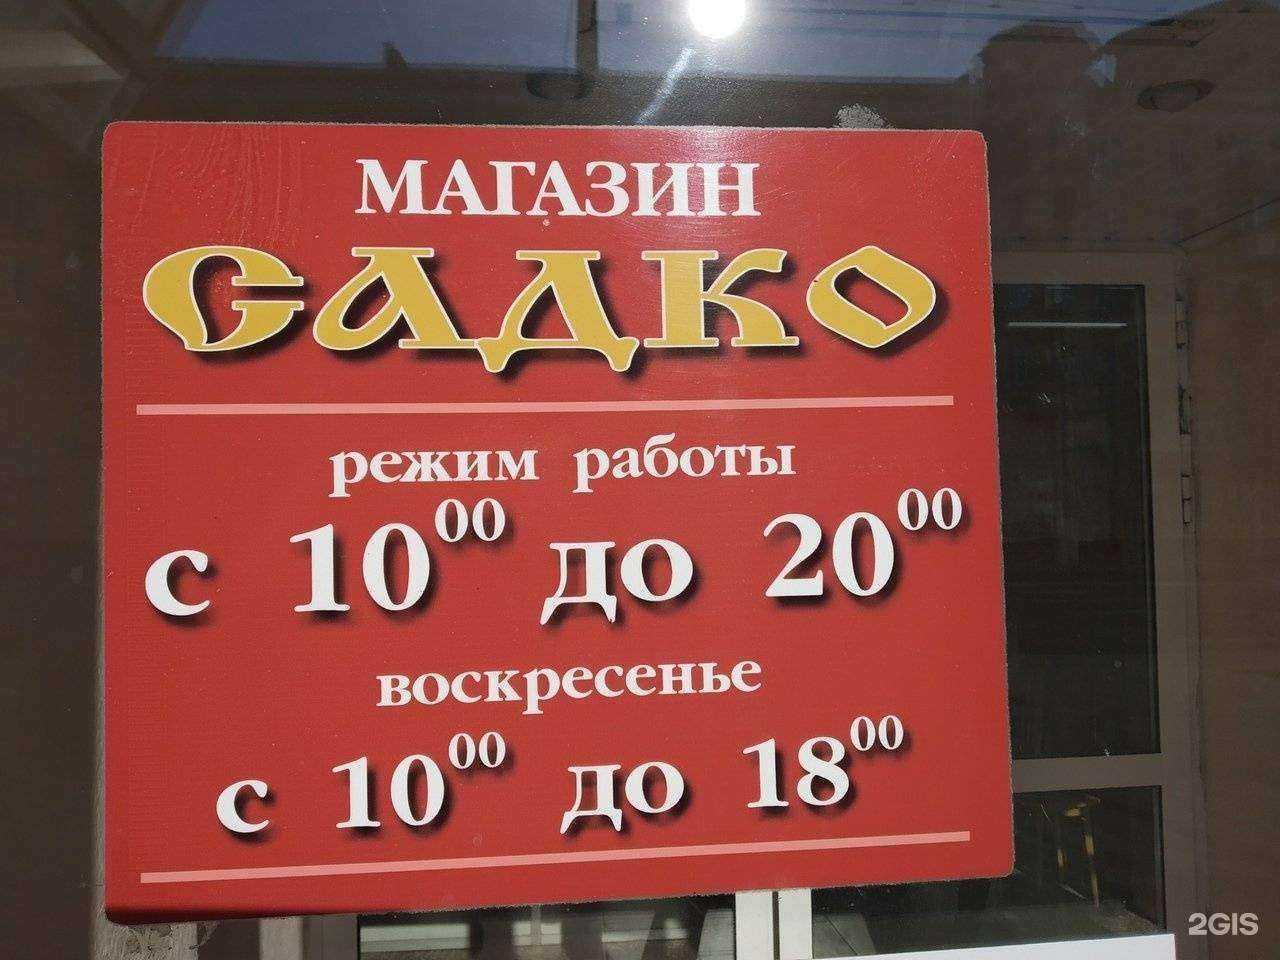 МАГАЗИН
САДКО
режим работы
с 10⁰⁰ до 20⁰⁰
воскресенье
с 10⁰⁰ до 18⁰⁰
2GIS